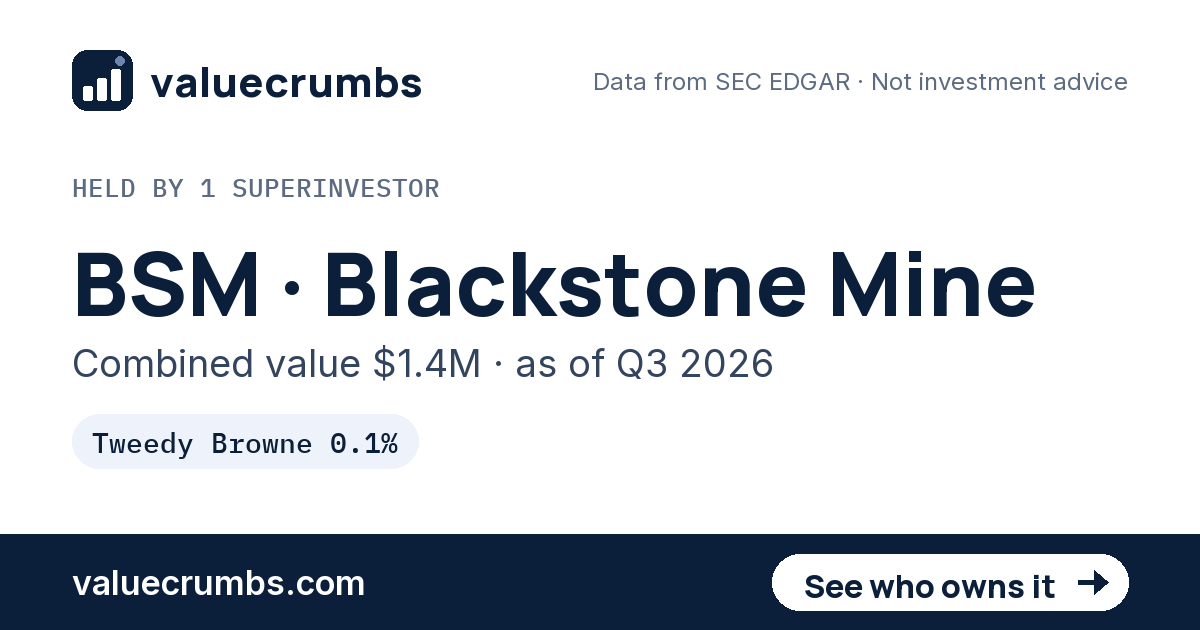 valuecrumbs
Data from SEC EDGAR · Not investment advice
HELD BY 1 SUPERINVESTOR
BSM · Blackstone Mine
Combined value $1.4M · as of Q3 2026
Tweedy Browne 0.1%
valuecrumbs.com
See who owns it →